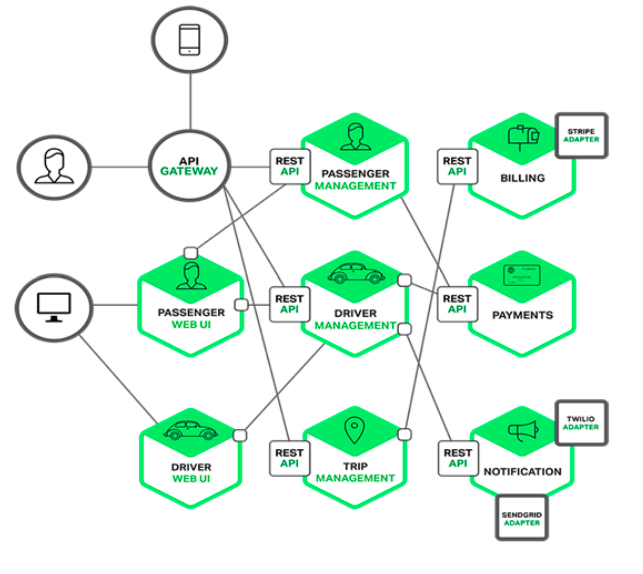 API
GATEWAY
REST
API
PASSENGER
MANAGEMENT
REST
API
BILLING
STRIPE
ADAPTER
PASSENGER
WEB UI
REST
API
DRIVER
MANAGEMENT
REST
API
PAYMENTS
DRIVER
WEB UI
REST
API
TRIP
MANAGEMENT
REST
API
NOTIFICATION
TWILIO
ADAPTER
SENDGRID
ADAPTER